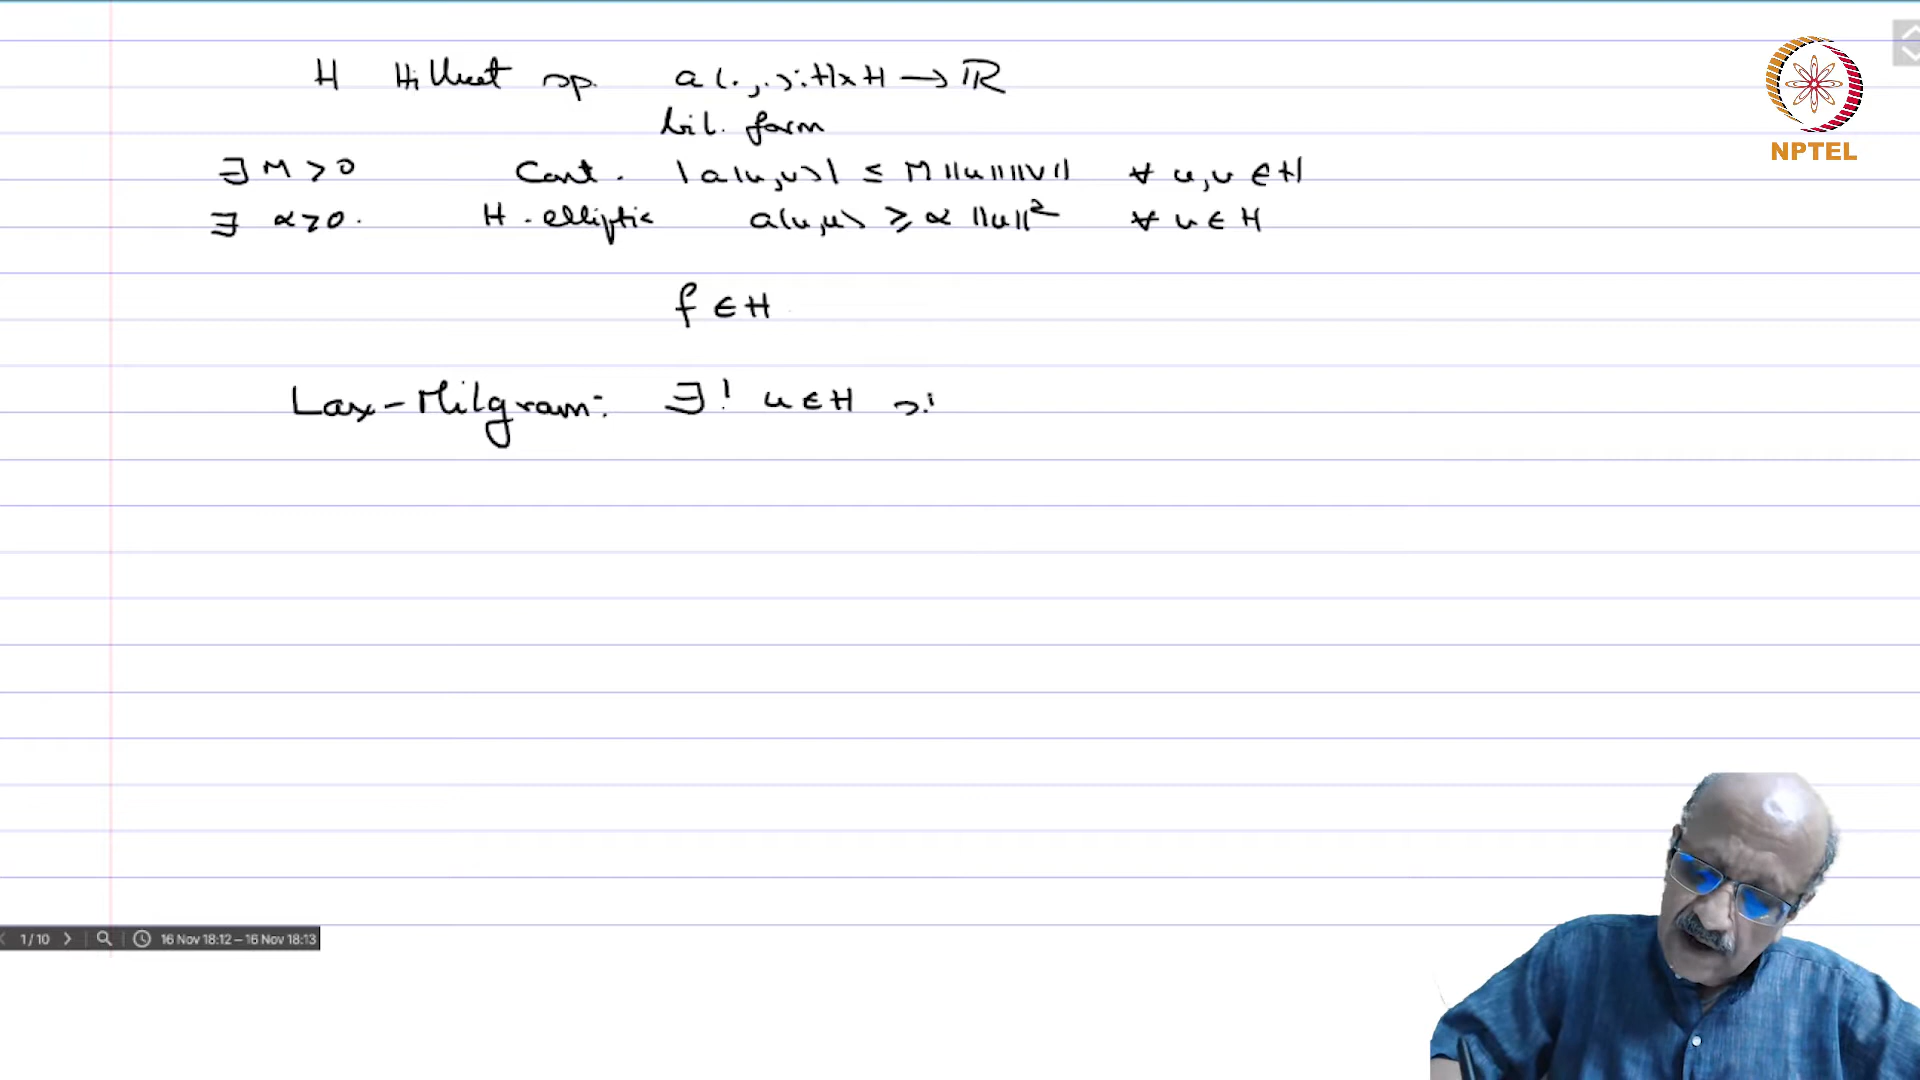 H Hilbert sp. a(.,.): H x H → ℝ
bil. form
∃ M > 0 Cont. |a(u,v)| ≤ M ||u|| ||v|| ∀ u,v ∈ H
∃ α > 0. H-elliptic a(u,u) ≥ α ||u||² ∀ u ∈ H
f ∈ H
Lax-Milgram: ∃! u ∈ H
NPTEL
1/10 16 Nov 18:12 – 16 Nov 18:13